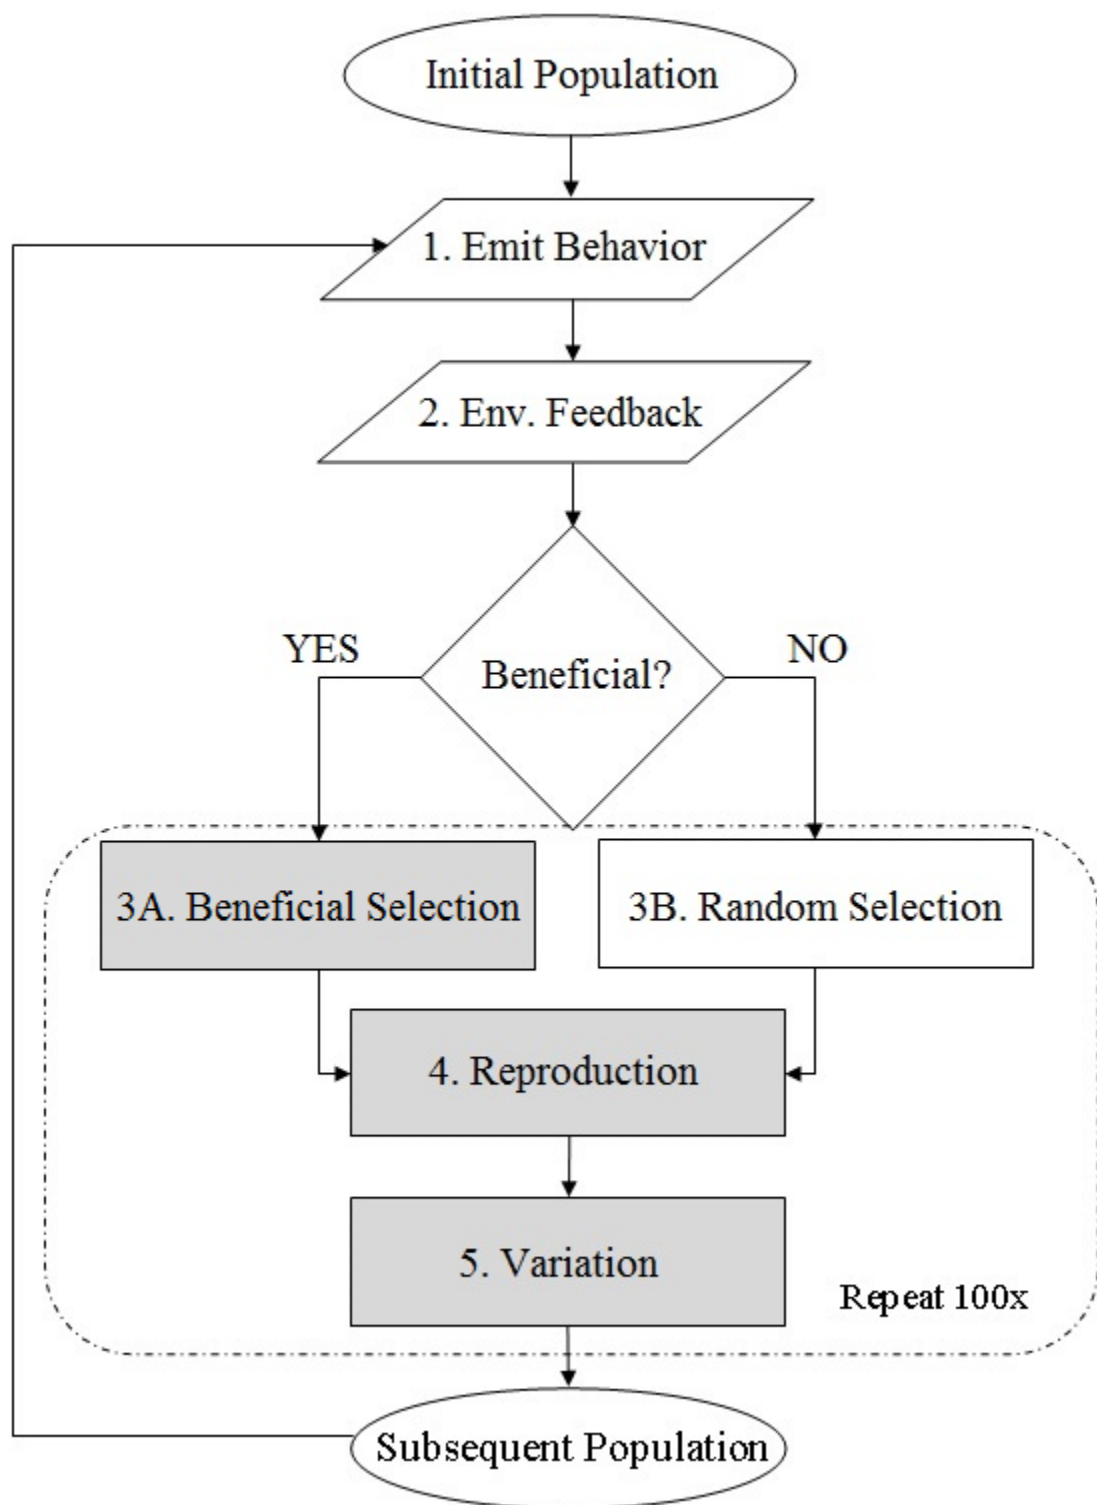 Initial Population
1. Emit Behavior
2. Env. Feedback
YES
NO
Beneficial?
3A. Beneficial Selection
3B. Random Selection
4. Reproduction
5. Variation
Repeat 100x
Subsequent Population